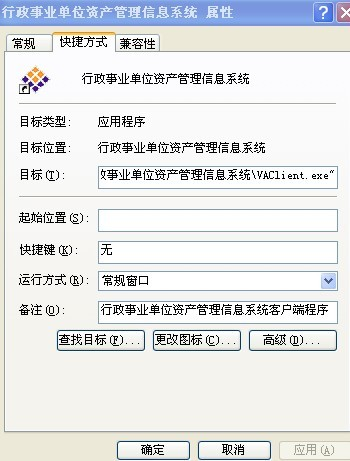 行政事业单位资产管理信息系统 属性
常规 快捷方式 兼容性
行政事业单位资产管理信息系统
目标类型: 应用程序
目标位置: 行政事业单位资产管理信息系统
目标(T): 事业单位资产管理信息系统\VAClient.exe"
起始位置(S):
快捷键(K): 无
运行方式(R): 常规窗口
备注(O): 行政事业单位资产管理信息系统客户端程序
查找目标(F)... 更改图标(C)... 高级(D)...
确定 取消 应用(A)